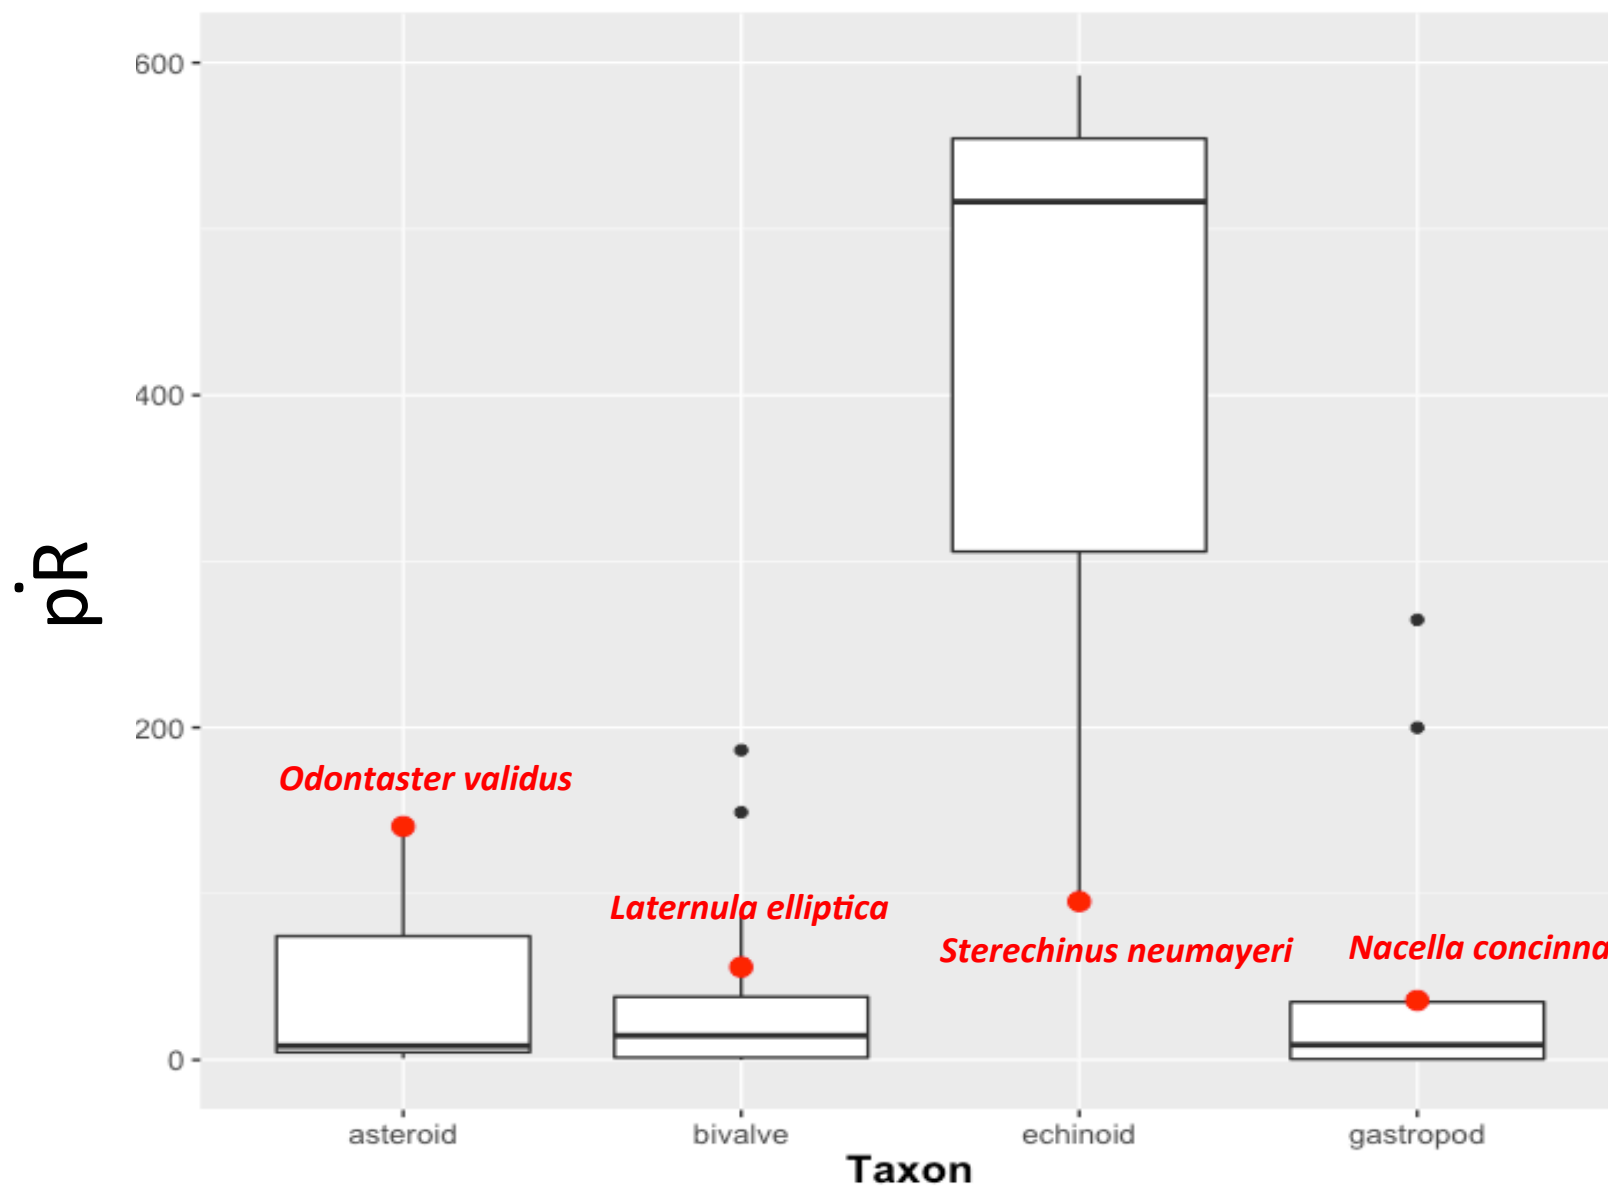 600
400
200
0
pṘ
Odontaster validus
Laternula elliptica
Sterechinus neumayeri
Nacella concinna
asteroid
bivalve
echinoid
gastropod
Taxon